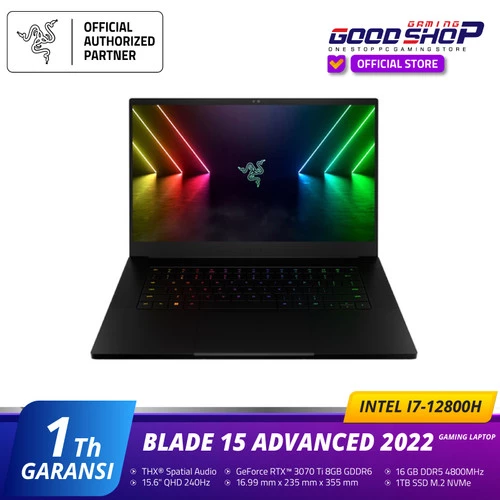 OFFICIAL
AUTHORIZED
PARTNER
GAMING
GOODSHOP
ONE STOP PC GAMING STORE
OFFICIAL STORE
INTEL I7-12800H
1Th
GARANSI
BLADE 15 ADVANCED 2022 GAMING LAPTOP
• THX® Spatial Audio
• 15.6" QHD 240Hz
• GeForce RTX™ 3070 Ti 8GB GDDR6
• 16.99 mm x 235 mm x 355 mm
• 16 GB DDR5 4800MHz
• 1TB SSD M.2 NVMe